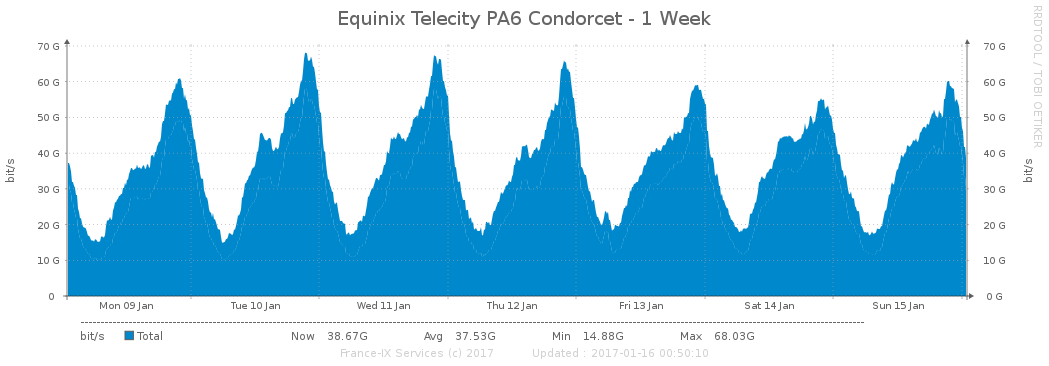 Equinix Telecity PA6 Condorcet - 1 Week
RRDTOOL / TOBI OETIKER
bit/s
70 G 70 G
60 G 60 G
50 G 50 G
40 G 40 G
30 G 30 G
20 G 20 G
10 G 10 G
0 0 G
bit/s
Mon 09 Jan Tue 10 Jan Wed 11 Jan Thu 12 Jan Fri 13 Jan Sat 14 Jan Sun 15 Jan
bit/s Total Now 38.67G Avg 37.53G Min 14.88G Max 68.03G
France-IX Services (c) 2017 Updated : 2017-01-16 00:50:10